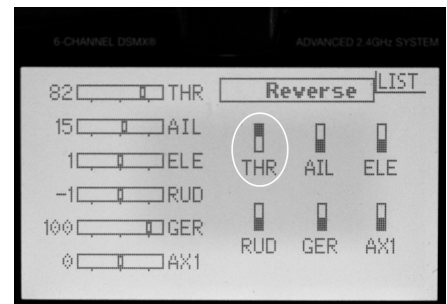 6-CHANNEL DSMX® ADVANCED 2.4GHz SYSTEM
Reverse LIST
82 THR
15 AIL
1 ELE
-1 RUD
100 GER
0 AX1
THR AIL ELE
RUD GER AX1